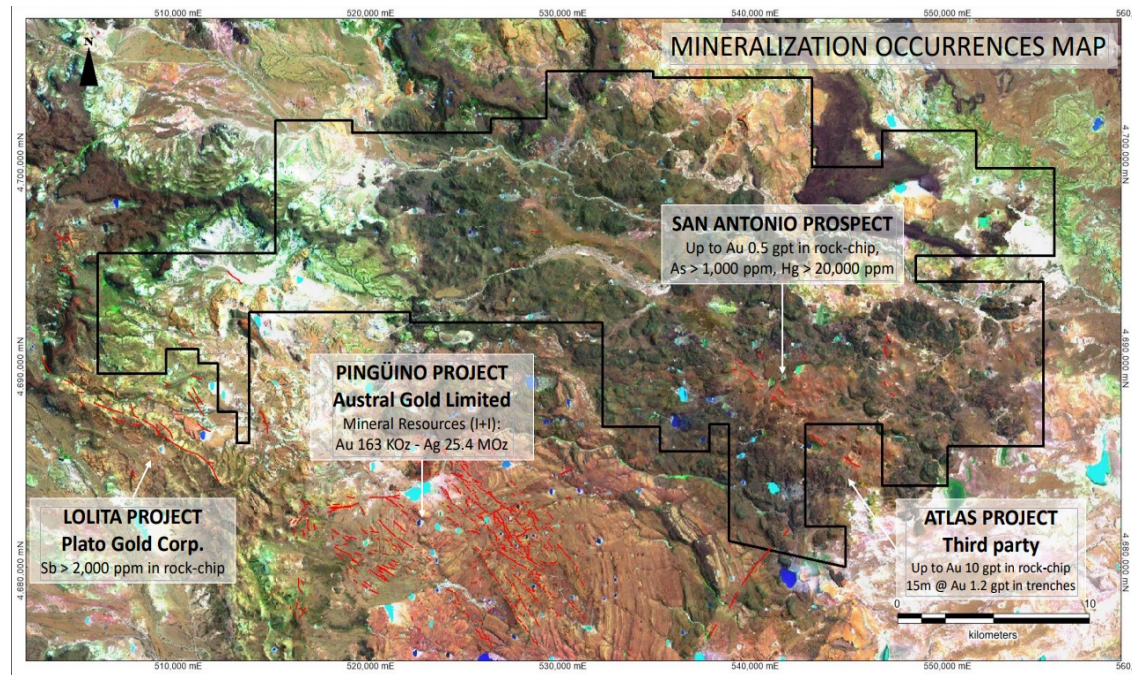 510,000 mE
520,000 mE
530,000 mE
540,000 mE
550,000 mE
560,
MINERALIZATION OCCURRENCES MAP
N
4,700,000 mN
4,700,000 mN
SAN ANTONIO PROSPECT
Up to Au 0.5 gpt in rock-chip,
As > 1,000 ppm, Hg > 20,000 ppm
4,690,000 mN
4,690,000 mN
PINGÜINO PROJECT
Austral Gold Limited
Mineral Resources (I+I):
Au 163 KOz - Ag 25.4 MOz
LOLITA PROJECT
Plato Gold Corp.
Sb > 2,000 ppm in rock-chip
ATLAS PROJECT
Third party
Up to Au 10 gpt in rock-chip
15m @ Au 1.2 gpt in trenches
4,680,000 mN
4,680,000 mN
0
10
kilometers
510,000 mE
520,000 mE
530,000 mE
540,000 mE
550,000 mE
560,